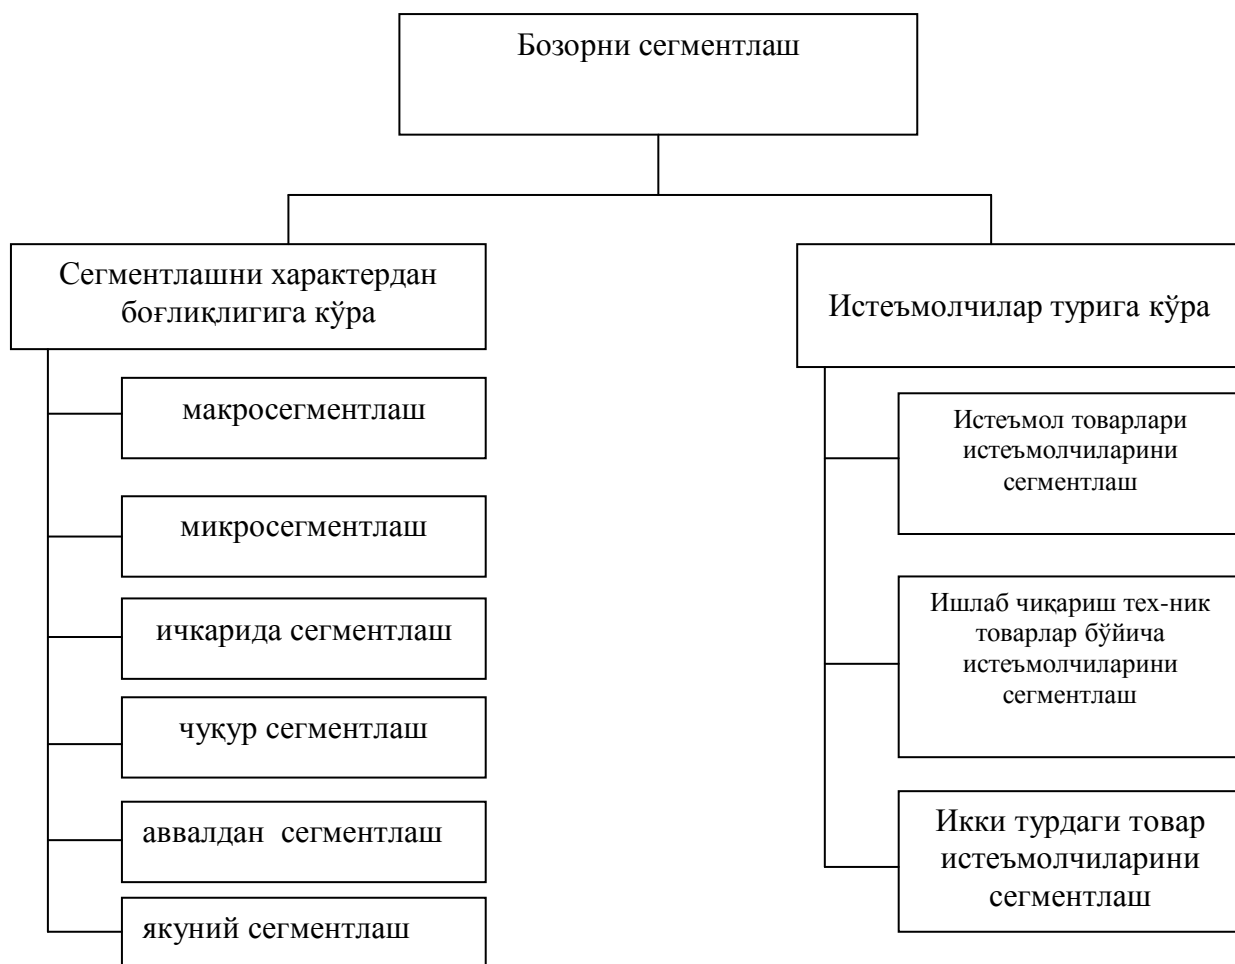 Бозорни сегментлаш
Сегментлашни характердан
боғлиқлигига кўра
макросегментлаш
микросегментлаш
ичкарида сегментлаш
чуқур сегментлаш
аввалдан сегментлаш
якуний сегментлаш
Истеъмолчилар турига кўра
Истеъмол товарлари
истеъмолчиларини
сегментлаш
Ишлаб чиқариш тех-ник
товарлар бўйича
истеъмолчиларини
сегментлаш
Икки турдаги товар
истеъмолчиларини
сегментлаш